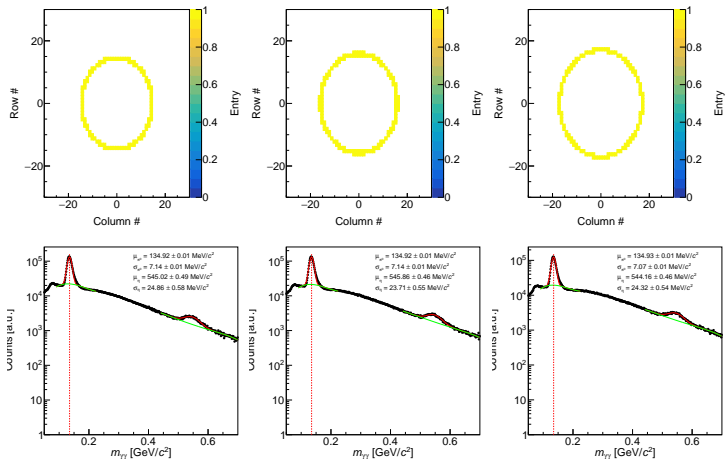 30
20
0
−20
Row #
−20
0
20
Column #
1
0.8
0.6
0.4
0.2
0
Entry
30
20
0
−20
Row #
−20
0
20
Column #
1
0.8
0.6
0.4
0.2
0
Entry
20
0
−20
Row #
−20
0
20
Column #
1
0.8
0.6
0.4
0.2
0
Entry
10⁵
10⁴
10³
10²
10
1
Counts [a.u.]
μπ⁰ = 134.92 ± 0.01 MeV/c²
σπ⁰ = 7.14 ± 0.01 MeV/c²
μη = 545.02 ± 0.49 MeV/c²
ση = 24.86 ± 0.58 MeV/c²
0.2
0.4
0.6
mγγ [GeV/c²]
10⁵
10⁴
10³
10²
10
1
Counts [a.u.]
μπ⁰ = 134.92 ± 0.01 MeV/c²
σπ⁰ = 7.14 ± 0.01 MeV/c²
μη = 545.86 ± 0.46 MeV/c²
ση = 23.71 ± 0.55 MeV/c²
0.2
0.4
0.6
mγγ [GeV/c²]
10⁵
10⁴
10³
10²
10
1
Counts [a.u.]
μπ⁰ = 134.93 ± 0.01 MeV/c²
σπ⁰ = 7.07 ± 0.01 MeV/c²
μη = 544.16 ± 0.46 MeV/c²
ση = 24.32 ± 0.54 MeV/c²
0.2
0.4
0.6
mγγ [GeV/c²]